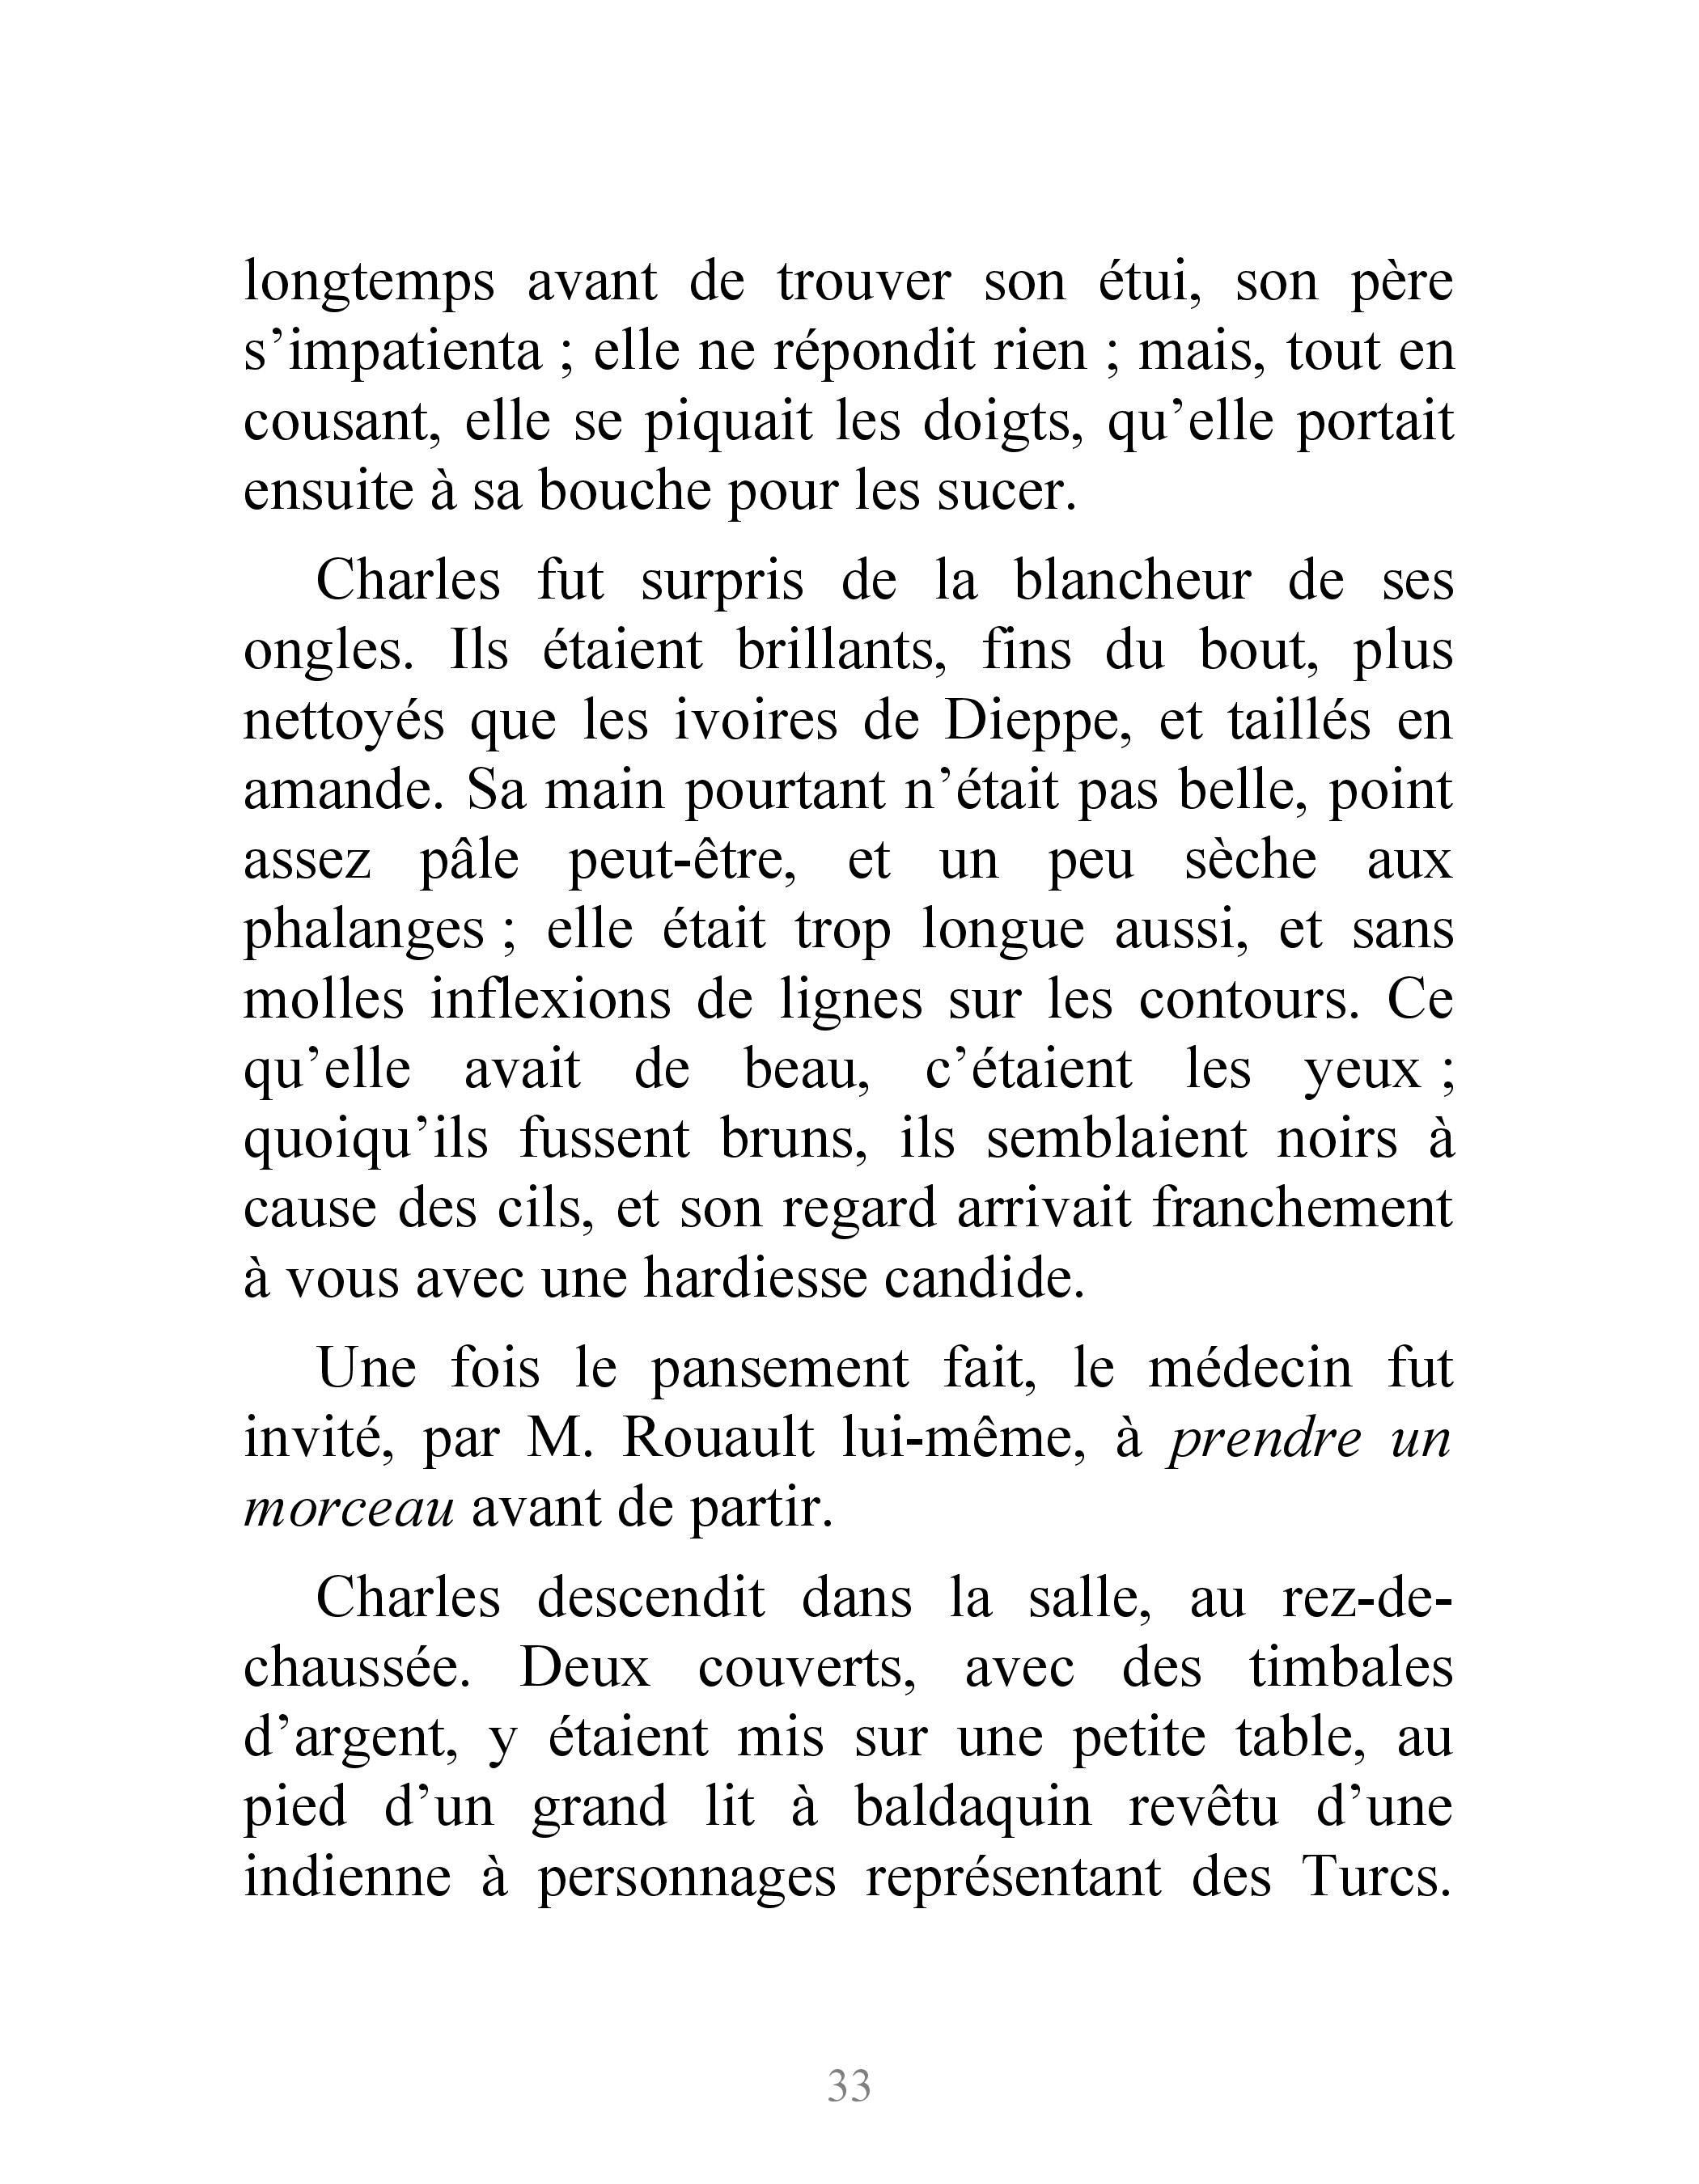 longtemps avant de trouver son étui, son père
s’impatienta ; elle ne répondit rien ; mais, tout en
cousant, elle se piquait les doigts, qu’elle portait
ensuite à sa bouche pour les sucer.
Charles fut surpris de la blancheur de ses
ongles. Ils étaient brillants, fins du bout, plus
nettoyés que les ivoires de Dieppe, et taillés en
amande. Sa main pourtant n’était pas belle, point
assez pâle peut-être, et un peu sèche aux
phalanges ; elle était trop longue aussi, et sans
molles inflexions de lignes sur les contours. Ce
qu’elle avait de beau, c’étaient les yeux ;
quoiqu’ils fussent bruns, ils semblaient noirs à
cause des cils, et son regard arrivait franchement
à vous avec une hardiesse candide.
Une fois le pansement fait, le médecin fut
invité, par M. Rouault lui-même, à prendre un
morceau avant de partir.
Charles descendit dans la salle, au rez-de-
chaussée. Deux couverts, avec des timbales
d’argent, y étaient mis sur une petite table, au
pied d’un grand lit à baldaquin revêtu d’une
indienne à personnages représentant des Turcs.
33